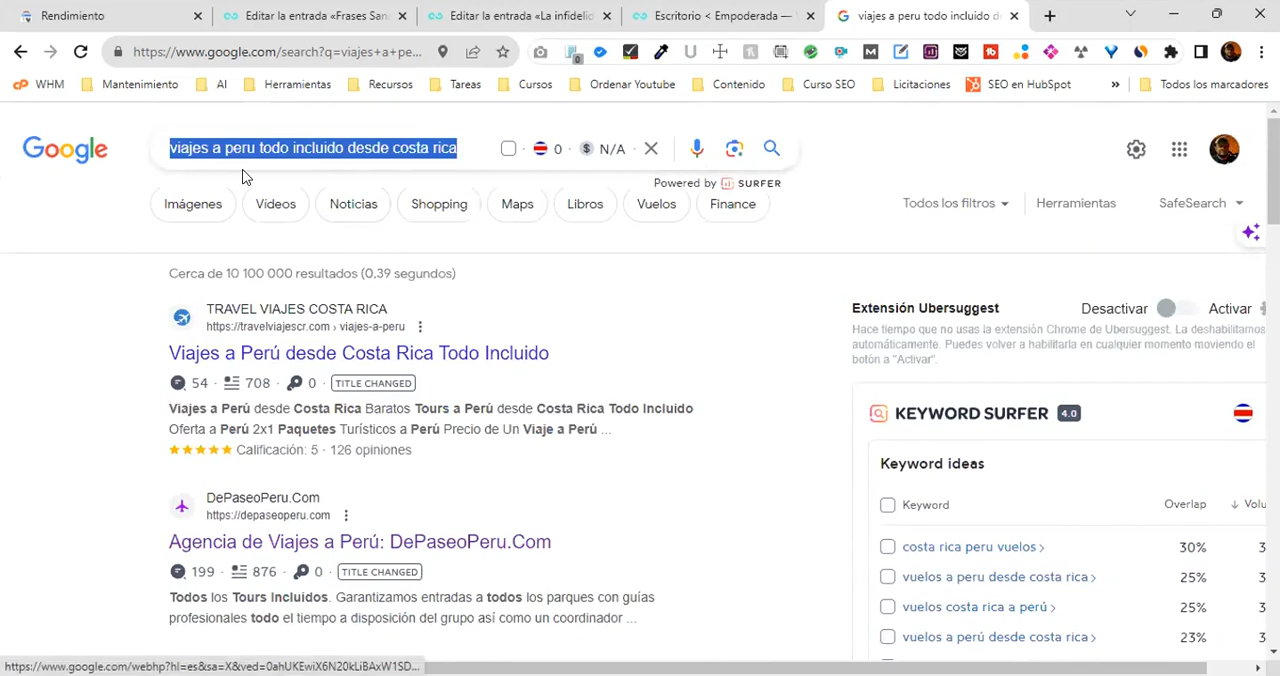 Rendimiento
Editar la entrada «Frases San
Editar la entrada «La infidelid
Escritorio < Empoderada —
viajes a peru todo incluido d
https://www.google.com/search?q=viajes+a+pe...
WHM
Mantenimiento
AI
Herramientas
Recursos
Tareas
Cursos
Ordenar Youtube
Contenido
Curso SEO
Licitaciones
SEO en HubSpot
»
Todos los marcadores
Google
viajes a peru todo incluido desde costa rica
0 · $ N/A ·
Powered by SURFER
Imágenes
Videos
Noticias
Shopping
Maps
Libros
Vuelos
Finance
Todos los filtros
Herramientas
SafeSearch
Cerca de 10 100 000 resultados (0,39 segundos)
TRAVEL VIAJES COSTA RICA
https://travelviajescr.com › viajes-a-peru
Viajes a Perú desde Costa Rica Todo Incluido
54 · 708 · 0 · TITLE CHANGED
Viajes a Perú desde Costa Rica Baratos Tours a Perú desde Costa Rica Todo Incluido
Oferta a Perú 2x1 Paquetes Turísticos a Perú Precio de Un Viaje a Perú ...
Calificación: 5 · 126 opiniones
DePaseoPeru.Com
https://depaseoperu.com
Agencia de Viajes a Perú: DePaseoPeru.Com
199 · 876 · 0 · TITLE CHANGED
Todos los Tours Incluidos. Garantizamos entradas a todos los parques con guías
profesionales todo el tiempo a disposición del grupo así como un coordinador ...
Extensión Ubersuggest
Desactivar
Activar
Hace tiempo que no usas la extensión Chrome de Ubersuggest. La deshabilitamos
automáticamente. Puedes volver a habilitarla en cualquier momento moviendo el
botón a "Activar".
KEYWORD SURFER 4.0
Keyword ideas
Keyword
Overlap
↓ Volu
costa rica peru vuelos › 30% 3
vuelos a peru desde costa rica › 25% 3
vuelos costa rica a perú › 25% 3
vuelos a perú desde costa rica › 23% 3
https://www.google.com/webhp?hl=es&sa=X&ved=0ahUKEwiX6N20kLiBAxW1SD...